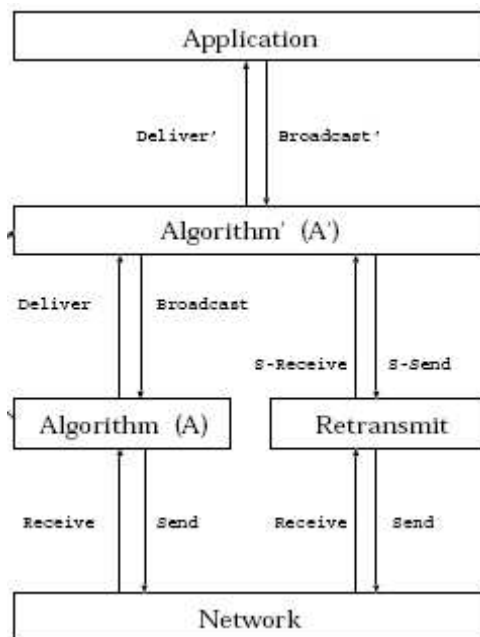 Application
Deliver’ Broadcast’
Algorithm’ (A’)
Deliver Broadcast
S-Receive S-Send
Algorithm (A) Retransmit
Receive Send Receive Send
Network